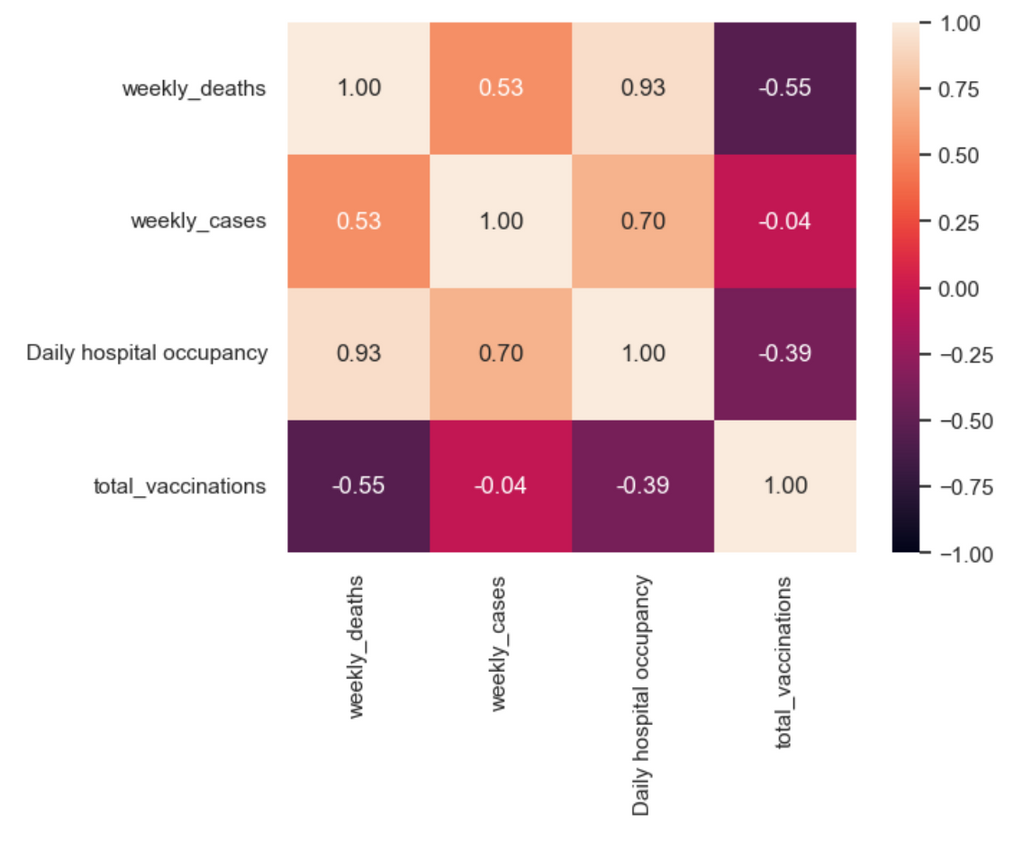 1.00
weekly_deaths 1.00 0.53 0.93 -0.55 0.75
0.50
weekly_cases 0.53 1.00 0.70 -0.04 0.25
0.00
Daily hospital occupancy 0.93 0.70 1.00 -0.39 −0.25
−0.50
total_vaccinations -0.55 -0.04 -0.39 1.00 −0.75
−1.00
weekly_deaths
weekly_cases
Daily hospital occupancy
total_vaccinations